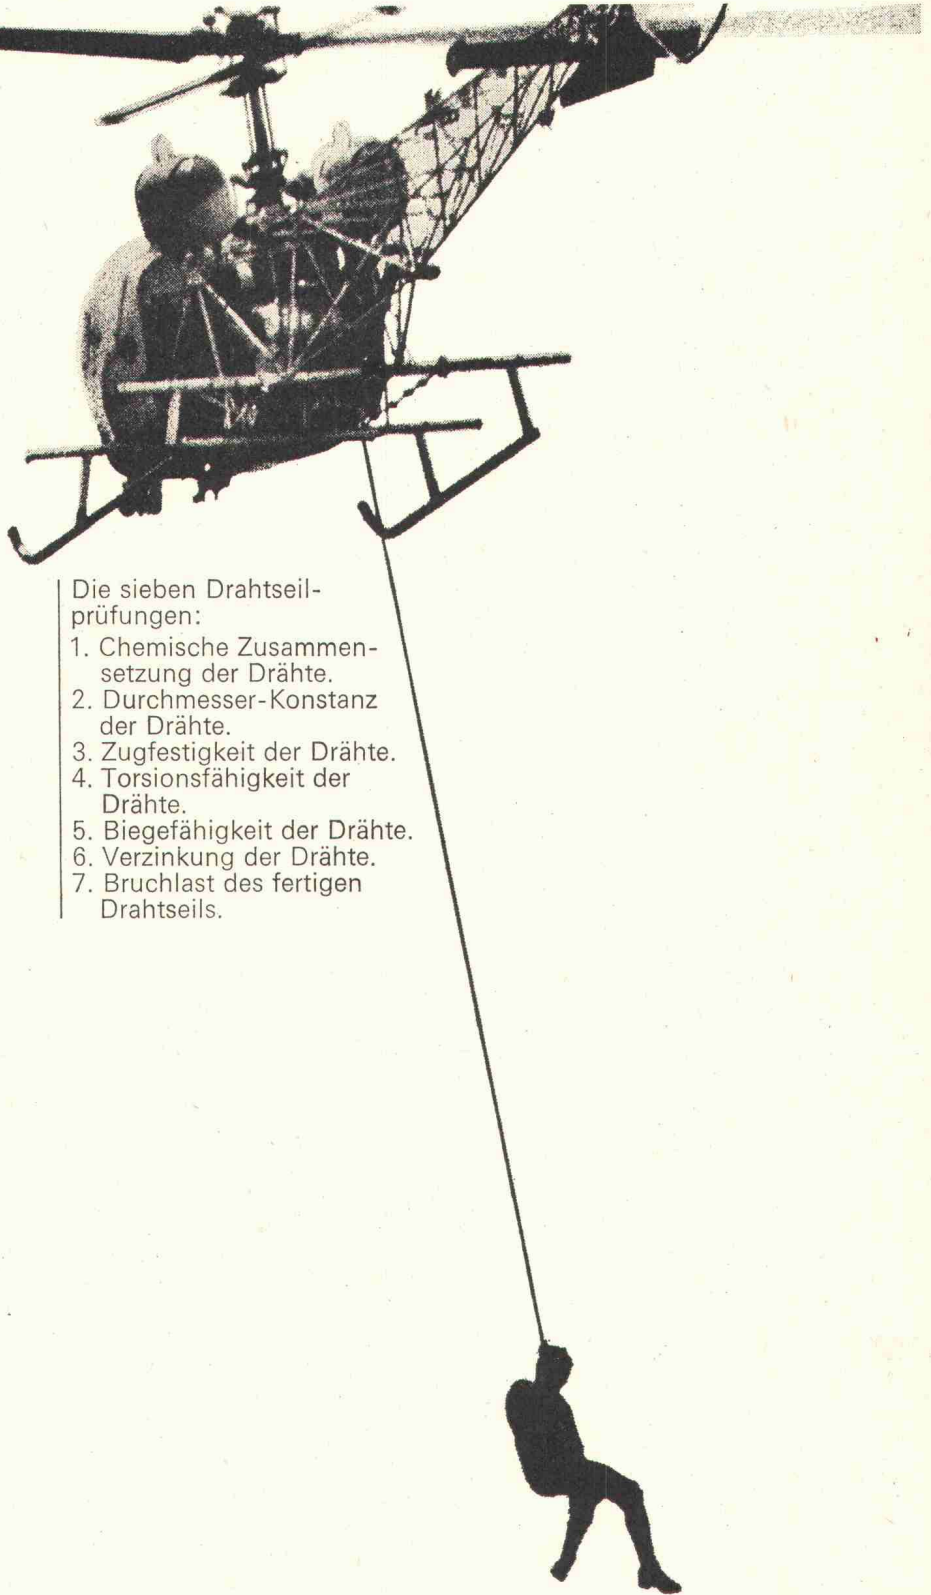 Die sieben Drahtseil-
prüfungen:
1. Chemische Zusammen-
setzung der Drähte.
2. Durchmesser-Konstanz
der Drähte.
3. Zugfestigkeit der Drähte.
4. Torsionsfähigkeit der
Drähte.
5. Biegefähigkeit der Drähte.
6. Verzinkung der Drähte.
7. Bruchlast des fertigen
Drahtseils.